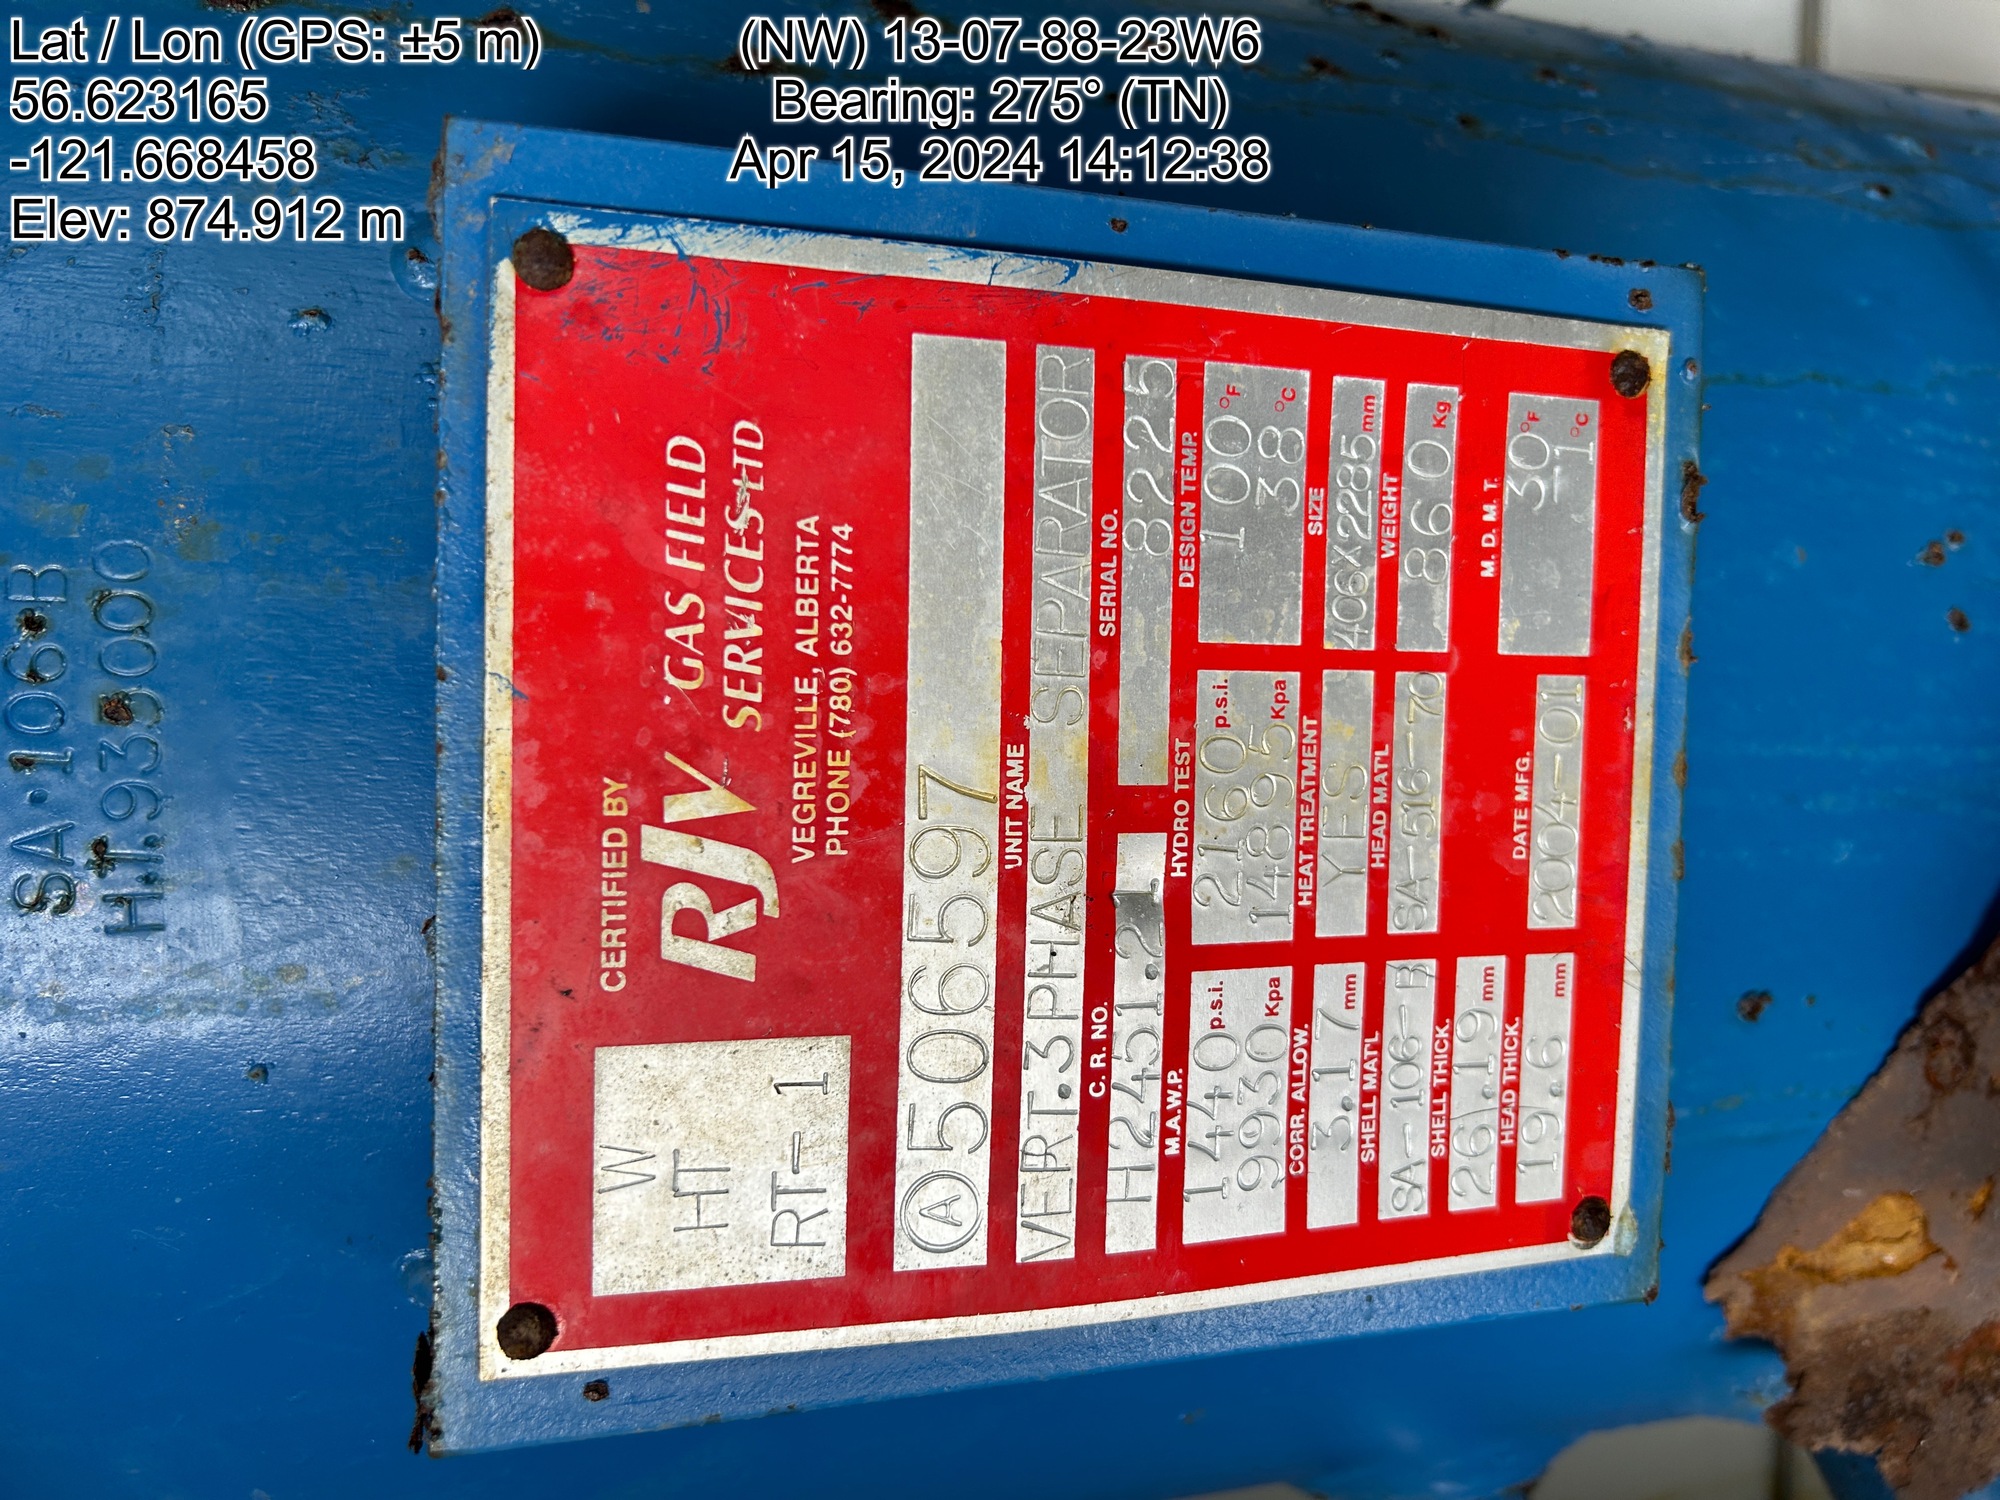 Lat / Lon (GPS: ±5 m)
56.623165
-121.668458
Elev: 874.912 m
(NW) 13-07-88-23W6
Bearing: 275° (TN)
Apr 15, 2024 14:12:38
SA·106·B
HT.935000
W
HT
RT-1
CERTIFIED BY
RJV GAS FIELD
SERVICES LTD
VEGREVILLE, ALBERTA
PHONE (780) 632-7774
Ⓐ506597
UNIT NAME
VERT.3PHASE SEPARATOR
C. R. NO. SERIAL NO.
H2451.21 8225
M.A.W.P. HYDRO TEST DESIGN TEMP.
1440 p.s.i. 2160 p.s.i. 100 °F
9930 Kpa 14895 Kpa 38 °C
CORR. ALLOW. HEAT TREATMENT SIZE
3.17 mm YES 406X2285 mm
SHELL MAT'L HEAD MAT'L WEIGHT
SA-106-B SA-516-70 860 Kg
SHELL THICK.
26.19 mm
HEAD THICK. DATE MFG. M. D. M. T.
19.6 mm 2004-01 30 °F
-1 °C